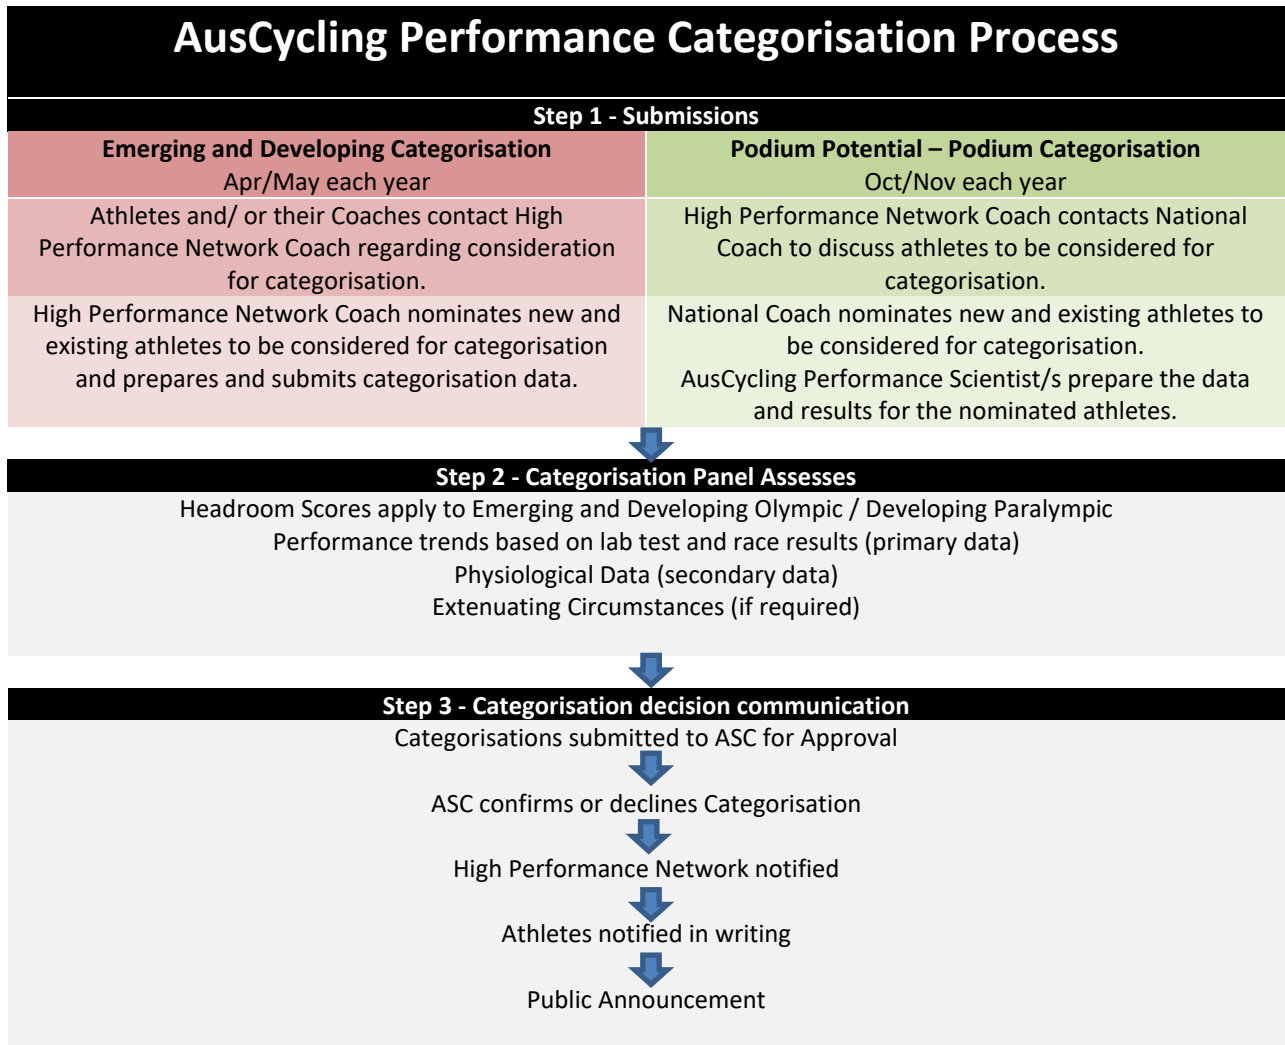 AusCycling Performance Categorisation Process
Step 1 - Submissions
Emerging and Developing Categorisation
Apr/May each year
Podium Potential – Podium Categorisation
Oct/Nov each year
Athletes and/ or their Coaches contact High
Performance Network Coach regarding consideration
for categorisation.
High Performance Network Coach contacts National
Coach to discuss athletes to be considered for
categorisation.
High Performance Network Coach nominates new and
existing athletes to be considered for categorisation
and prepares and submits categorisation data.
National Coach nominates new and existing athletes to
be considered for categorisation.
AusCycling Performance Scientist/s prepare the data
and results for the nominated athletes.
Step 2 - Categorisation Panel Assesses
Headroom Scores apply to Emerging and Developing Olympic / Developing Paralympic
Performance trends based on lab test and race results (primary data)
Physiological Data (secondary data)
Extenuating Circumstances (if required)
Step 3 - Categorisation decision communication
Categorisations submitted to ASC for Approval
ASC confirms or declines Categorisation
High Performance Network notified
Athletes notified in writing
Public Announcement